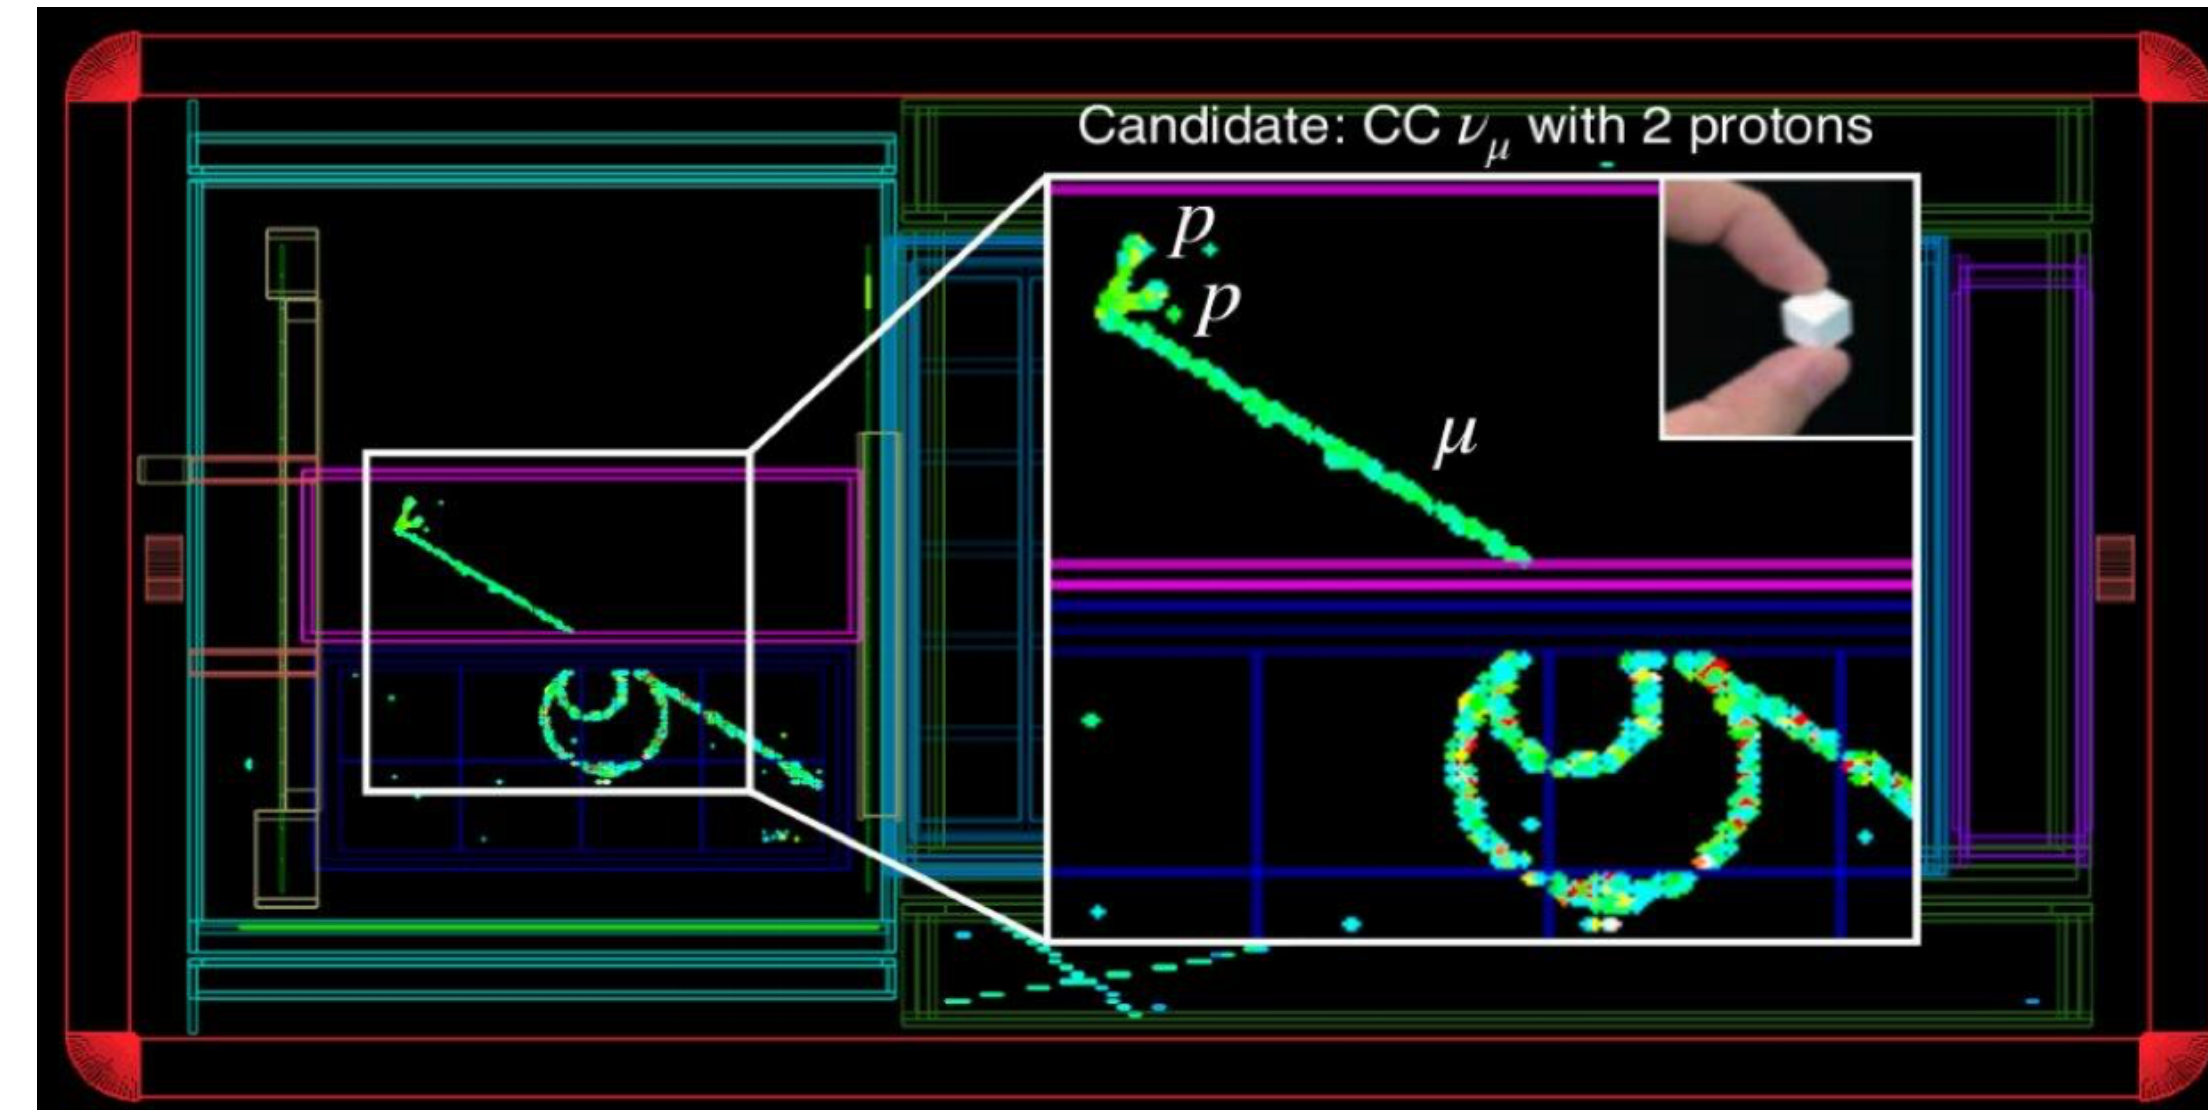 Candidate: CC νμ with 2 protons
p
p
μ